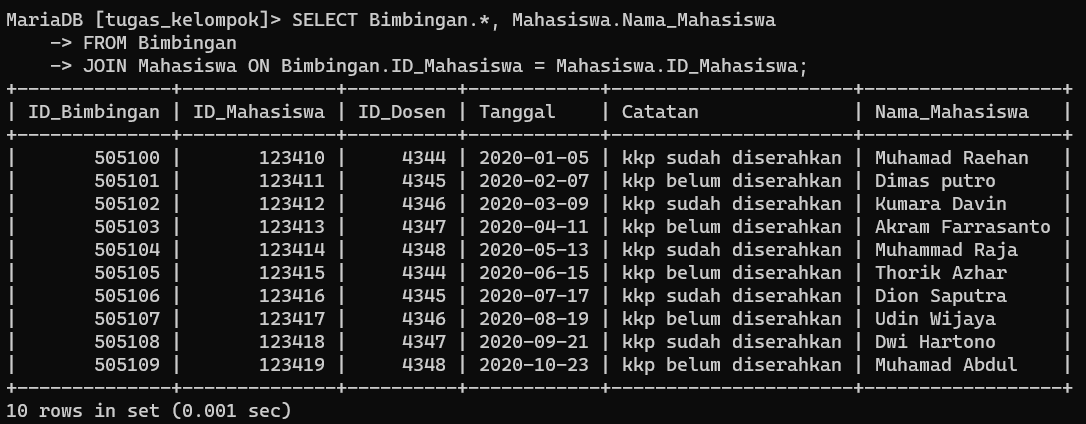 MariaDB [tugas_kelompok]> SELECT Bimbingan.*, Mahasiswa.Nama_Mahasiswa
    -> FROM Bimbingan
    -> JOIN Mahasiswa ON Bimbingan.ID_Mahasiswa = Mahasiswa.ID_Mahasiswa;
+--------------+--------------+----------+------------+----------------------+-------------------+
| ID_Bimbingan | ID_Mahasiswa | ID_Dosen | Tanggal    | Catatan              | Nama_Mahasiswa    |
+--------------+--------------+----------+------------+----------------------+-------------------+
|       505100 |       123410 |     4344 | 2020-01-05 | kkp sudah diserahkan | Muhamad Raehan    |
|       505101 |       123411 |     4345 | 2020-02-07 | kkp belum diserahkan | Dimas putro       |
|       505102 |       123412 |     4346 | 2020-03-09 | kkp sudah diserahkan | Kumara Davin      |
|       505103 |       123413 |     4347 | 2020-04-11 | kkp belum diserahkan | Akram Farrasanto |
|       505104 |       123414 |     4348 | 2020-05-13 | kkp sudah diserahkan | Muhammad Raja     |
|       505105 |       123415 |     4344 | 2020-06-15 | kkp belum diserahkan | Thorik Azhar      |
|       505106 |       123416 |     4345 | 2020-07-17 | kkp sudah diserahkan | Dion Saputra      |
|       505107 |       123417 |     4346 | 2020-08-19 | kkp belum diserahkan | Udin Wijaya       |
|       505108 |       123418 |     4347 | 2020-09-21 | kkp sudah diserahkan | Dwi Hartono       |
|       505109 |       123419 |     4348 | 2020-10-23 | kkp belum diserahkan | Muhamad Abdul     |
+--------------+--------------+----------+------------+----------------------+-------------------+
10 rows in set (0.001 sec)